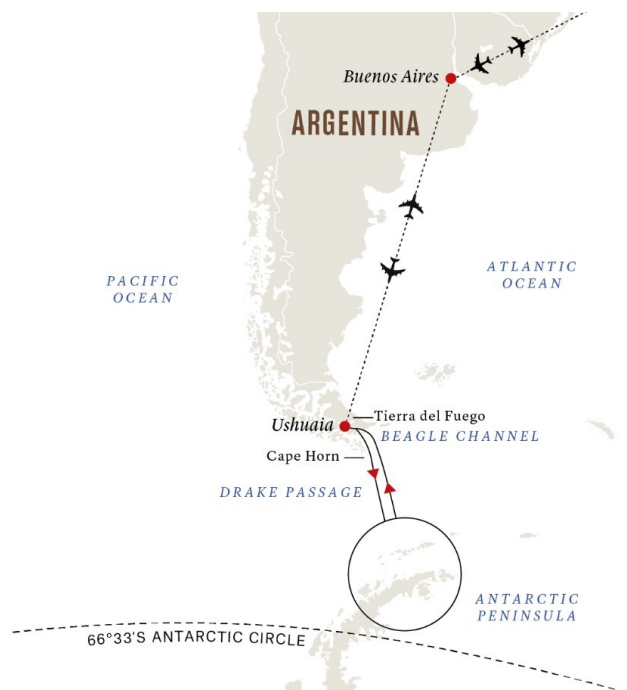 Buenos Aires
ARGENTINA
PACIFIC
OCEAN
ATLANTIC
OCEAN
Tierra del Fuego
Ushuaia
BEAGLE CHANNEL
Cape Horn
DRAKE PASSAGE
ANTARCTIC
PENINSULA
66°33'S ANTARCTIC CIRCLE